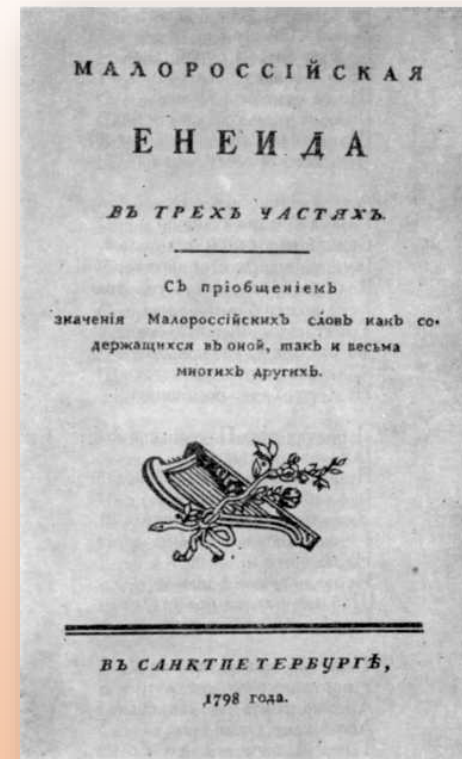 МАЛОРОССІЙСКАЯ
ЕНЕИДА
ВЪ ТРЕХЪ ЧАСТЯХЪ.
СЪ пріобщеніемЪ
значенія МалороссійскихЪ словЪ какЪ со-
держащихся вЪ оной, такЪ и весьма
многихЪ другихЪ.
ВЪ САНКТПЕТЕРБУРГѢ,
1798 года.